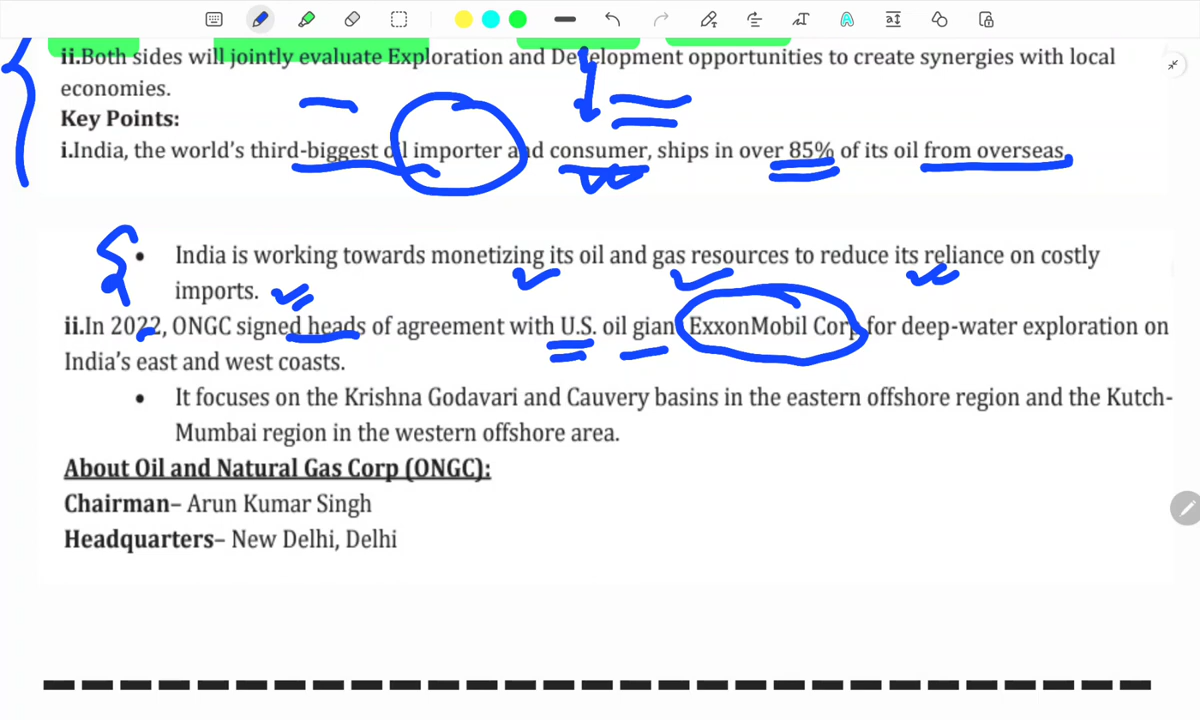 ii.Both sides will jointly evaluate Exploration and Development opportunities to create synergies with local
economies.
Key Points:
i.India, the world's third-biggest oil importer and consumer, ships in over 85% of its oil from overseas.
• India is working towards monetizing its oil and gas resources to reduce its reliance on costly
imports.
ii.In 2022, ONGC signed heads of agreement with U.S. oil giant ExxonMobil Corp for deep-water exploration on
India's east and west coasts.
• It focuses on the Krishna Godavari and Cauvery basins in the eastern offshore region and the Kutch-
Mumbai region in the western offshore area.
About Oil and Natural Gas Corp (ONGC):
Chairman– Arun Kumar Singh
Headquarters– New Delhi, Delhi